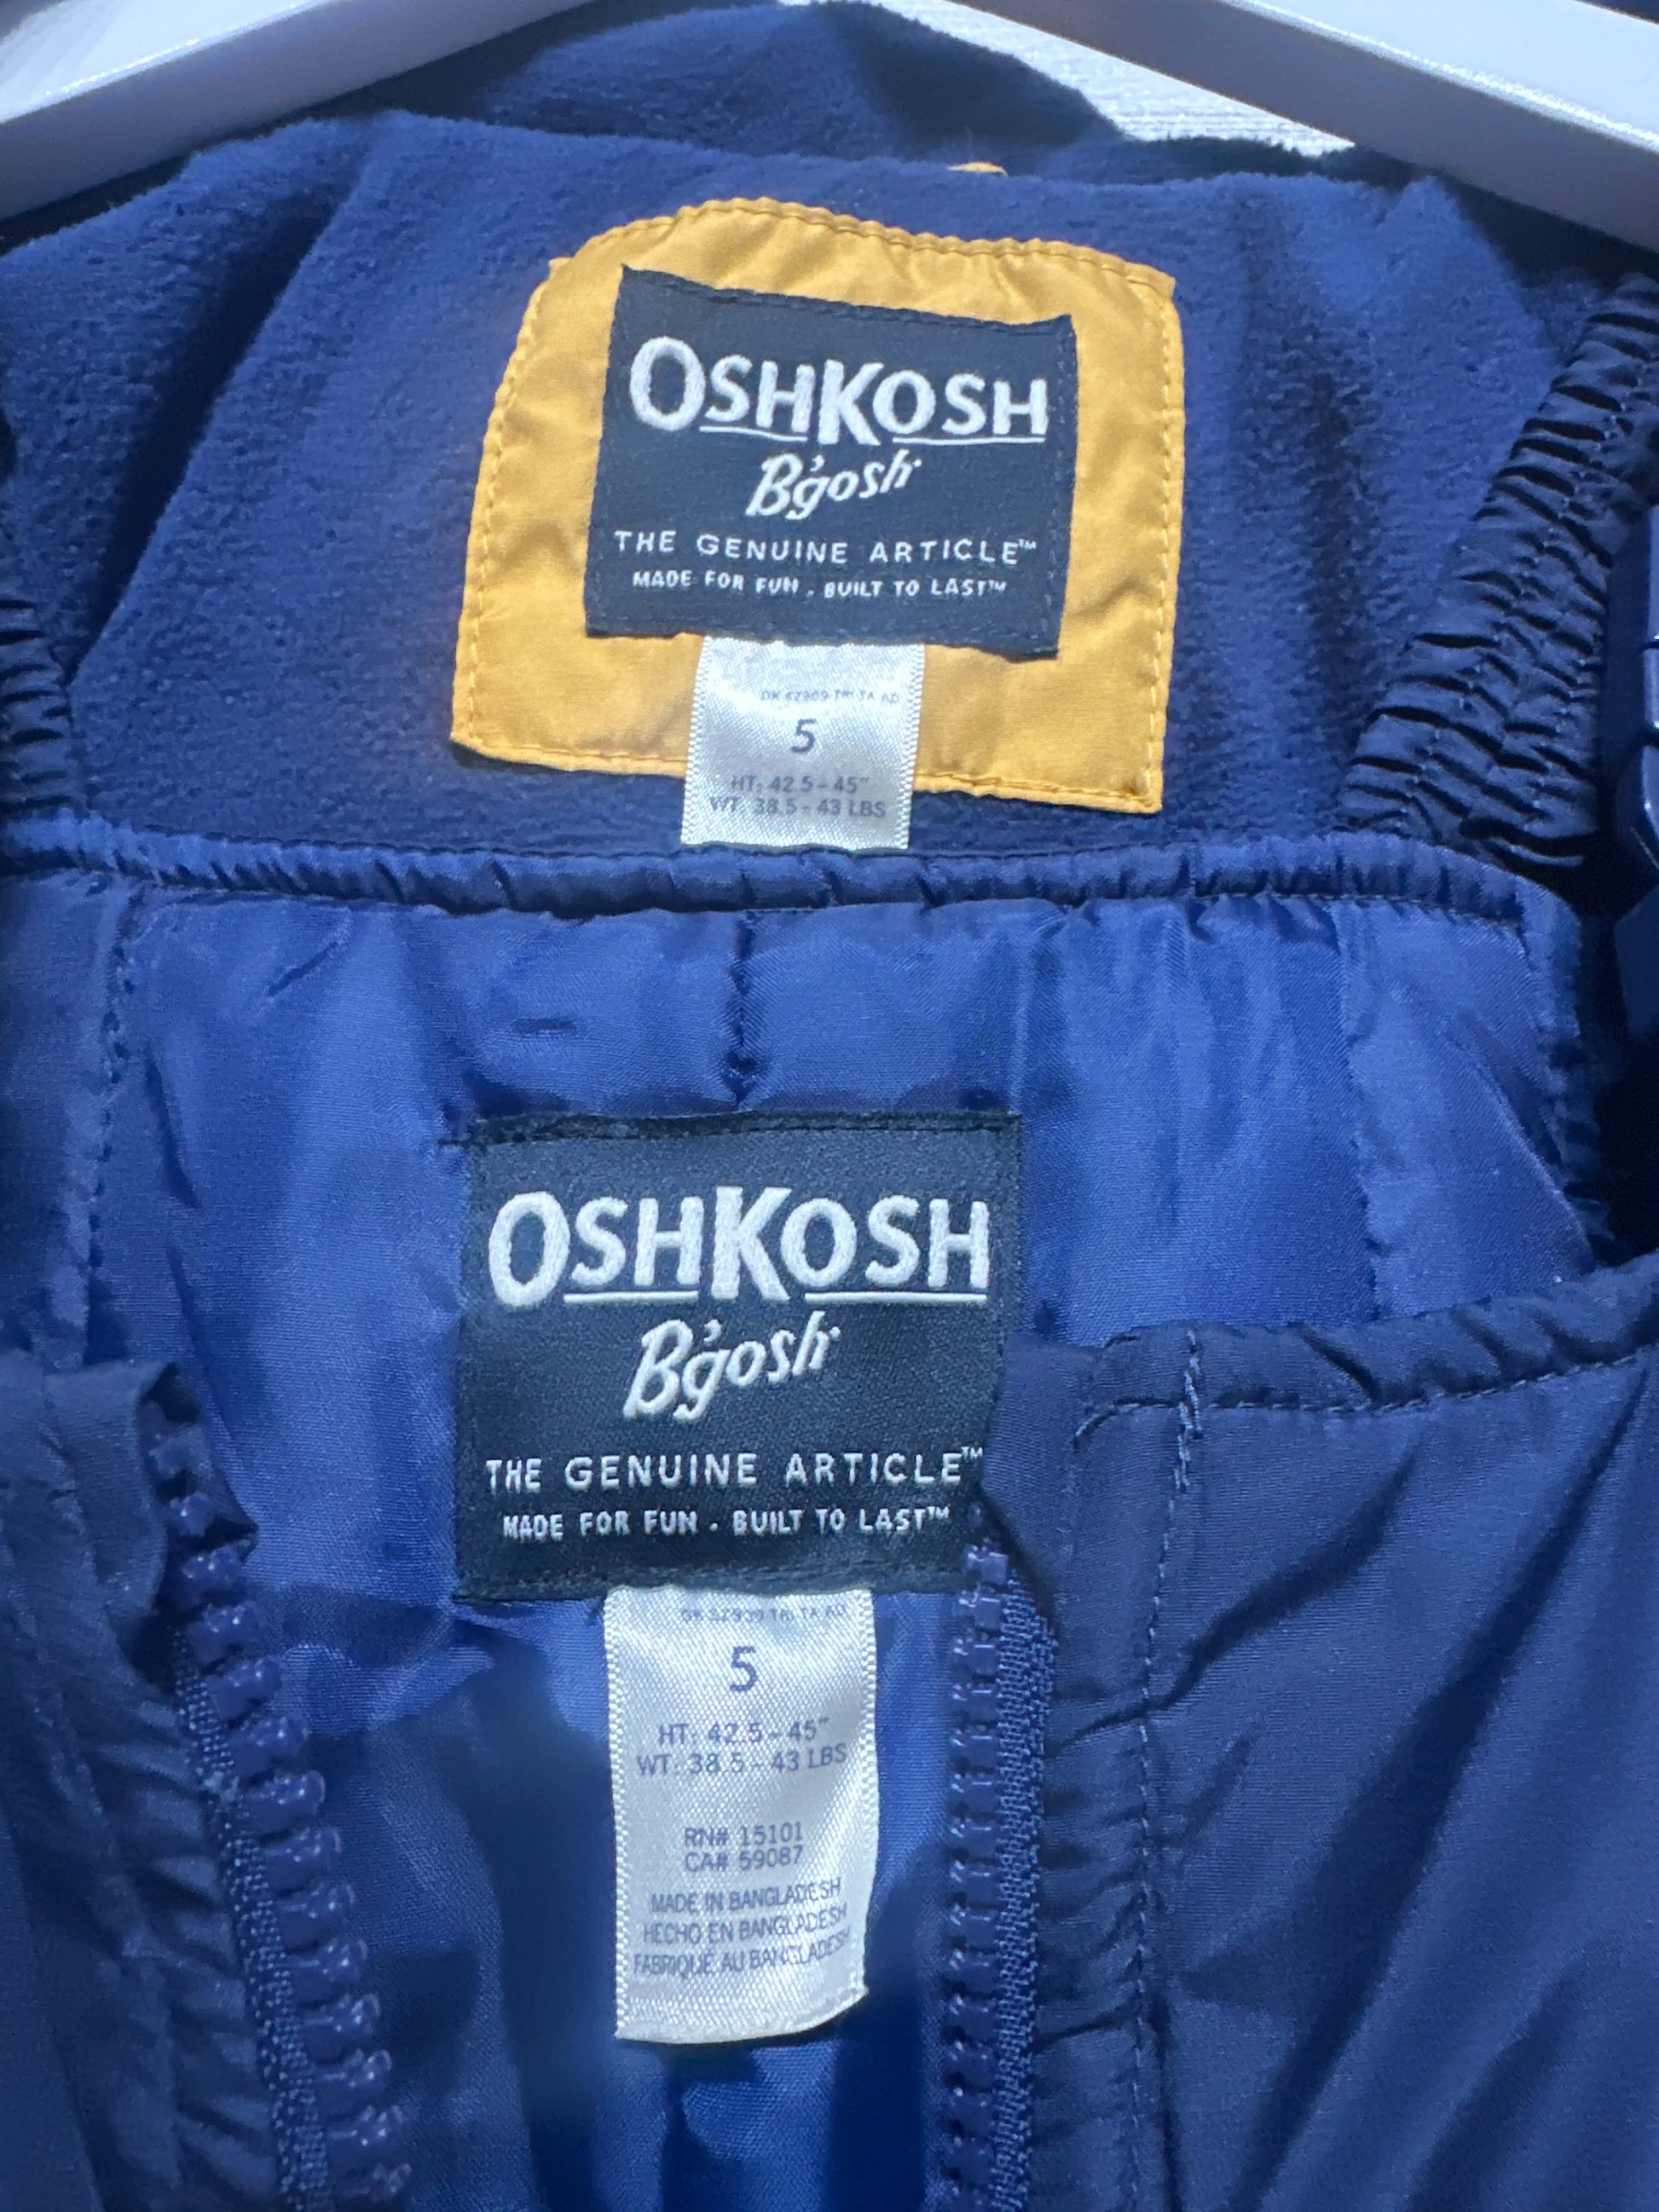 OSHKOSH
B'gosh
THE GENUINE ARTICLE™
MADE FOR FUN . BUILT TO LAST™
5
HT: 42.5 - 45"
WT: 38.5 - 43 LBS
OSHKOSH
B'gosh
THE GENUINE ARTICLE™
MADE FOR FUN . BUILT TO LAST™
5
HT: 42.5 - 45"
WT: 38.5 - 43 LBS
RN# 15101
CA# 59087
MADE IN BANGLADESH
HECHO EN BANGLADESH
FABRIQUÉ AU BANGLADESH